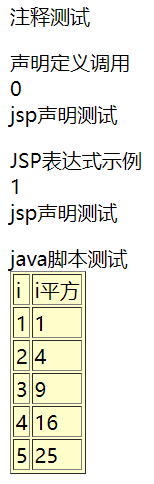 注释测试
声明定义调用
0
jsp声明测试
JSP表达式示例
1
jsp声明测试
java脚本测试
i i平方
1 1
2 4
3 9
4 16
5 25